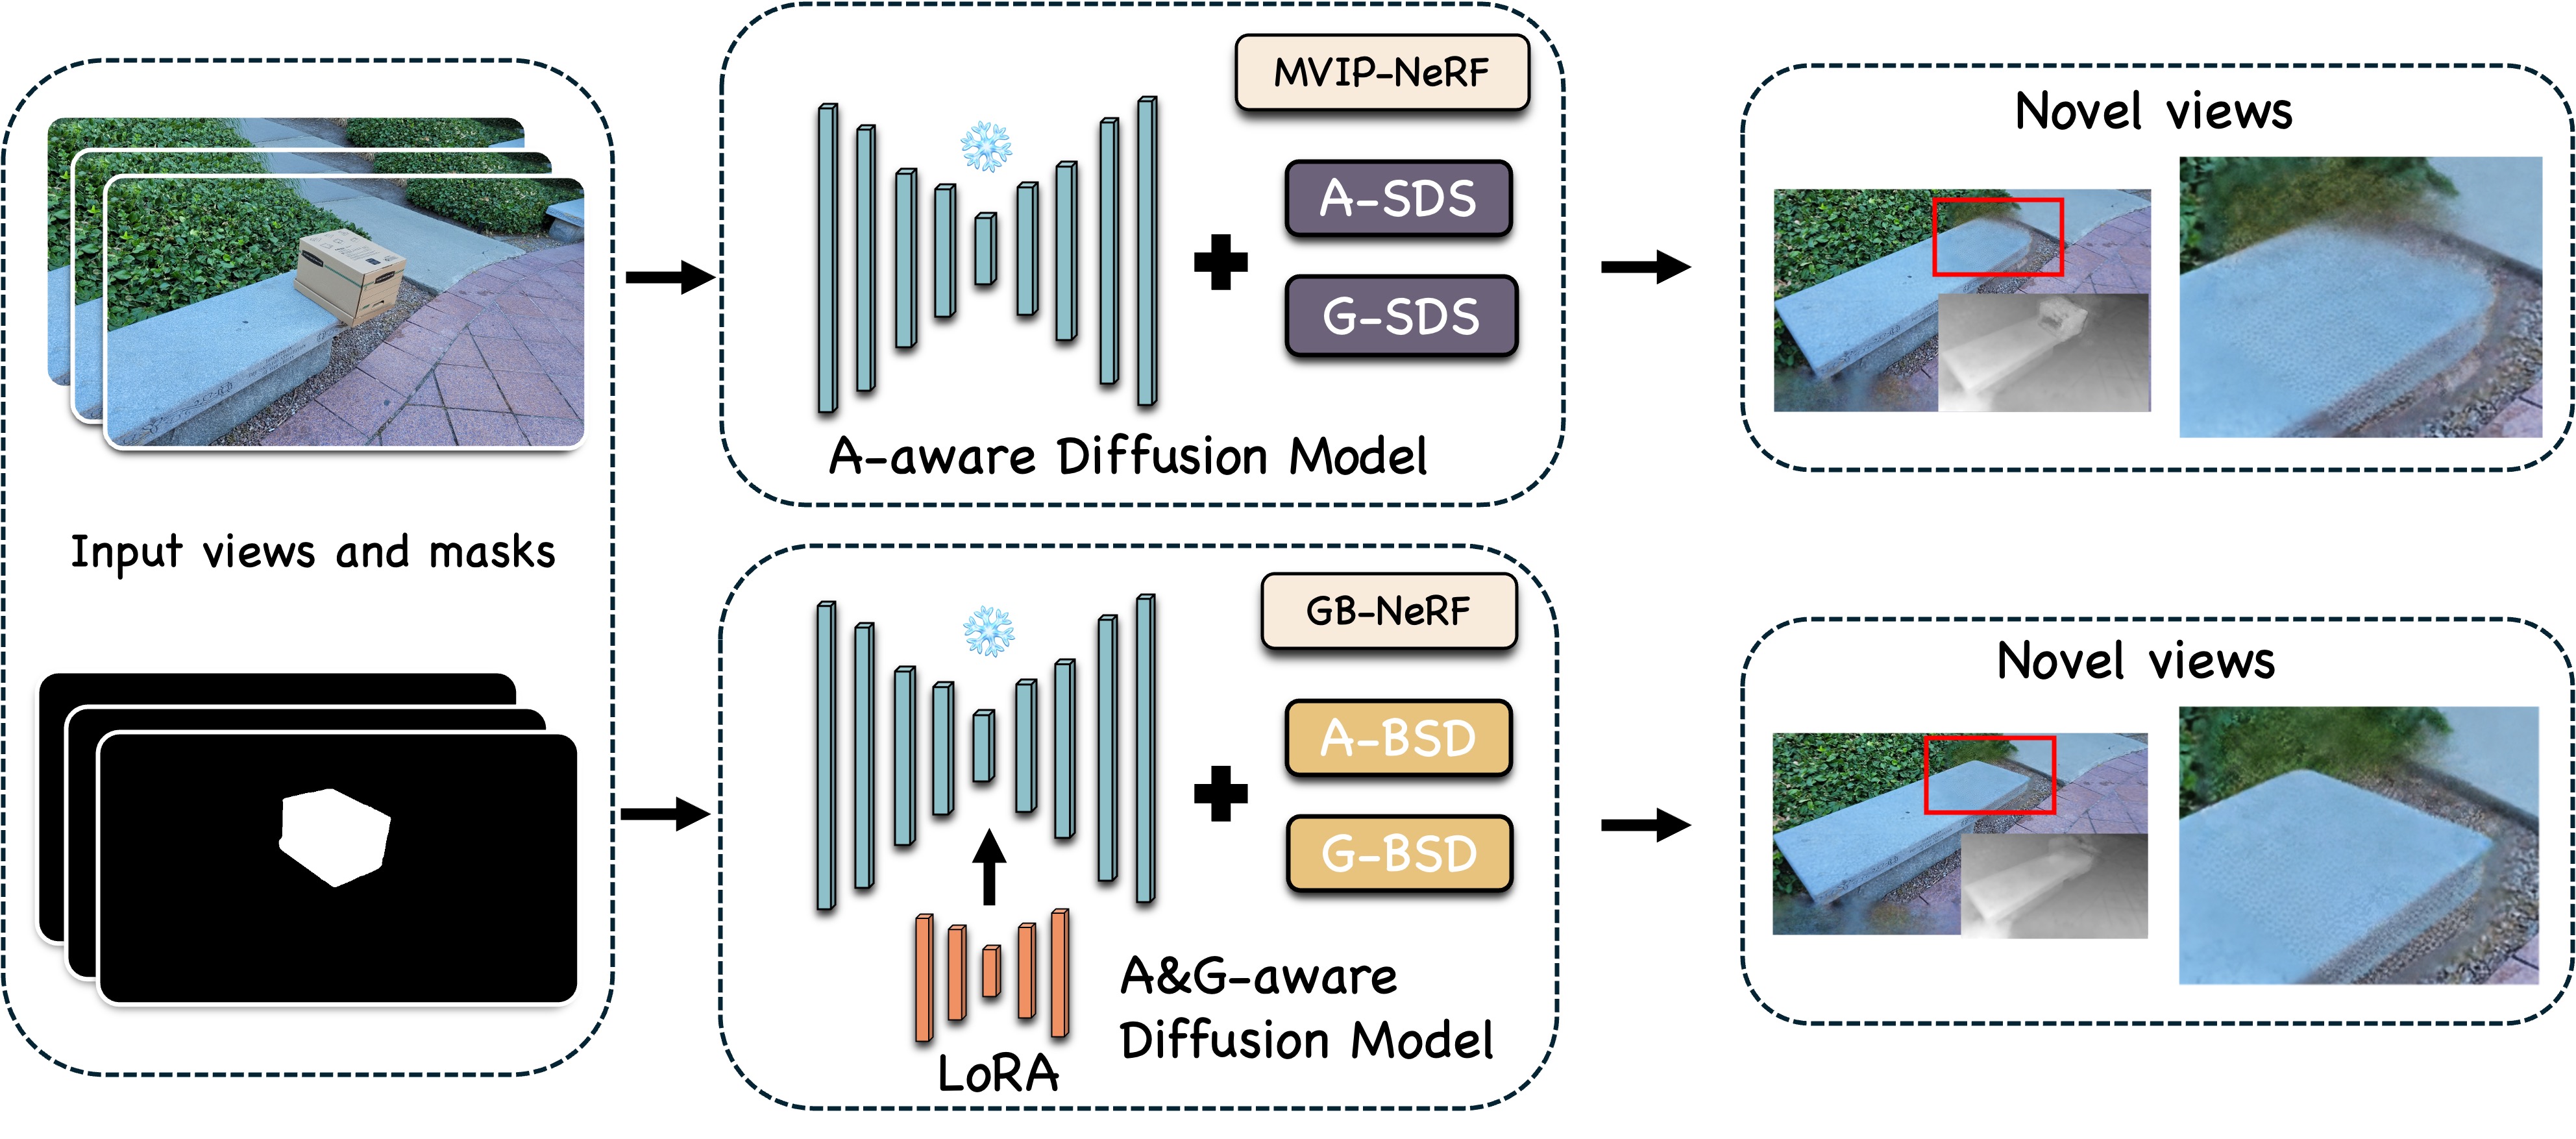 Input views and masks
MVIP-NeRF
A-SDS
G-SDS
A-aware Diffusion Model
Novel views
GB-NeRF
A-BSD
G-BSD
A&G-aware
Diffusion Model
LoRA
Novel views